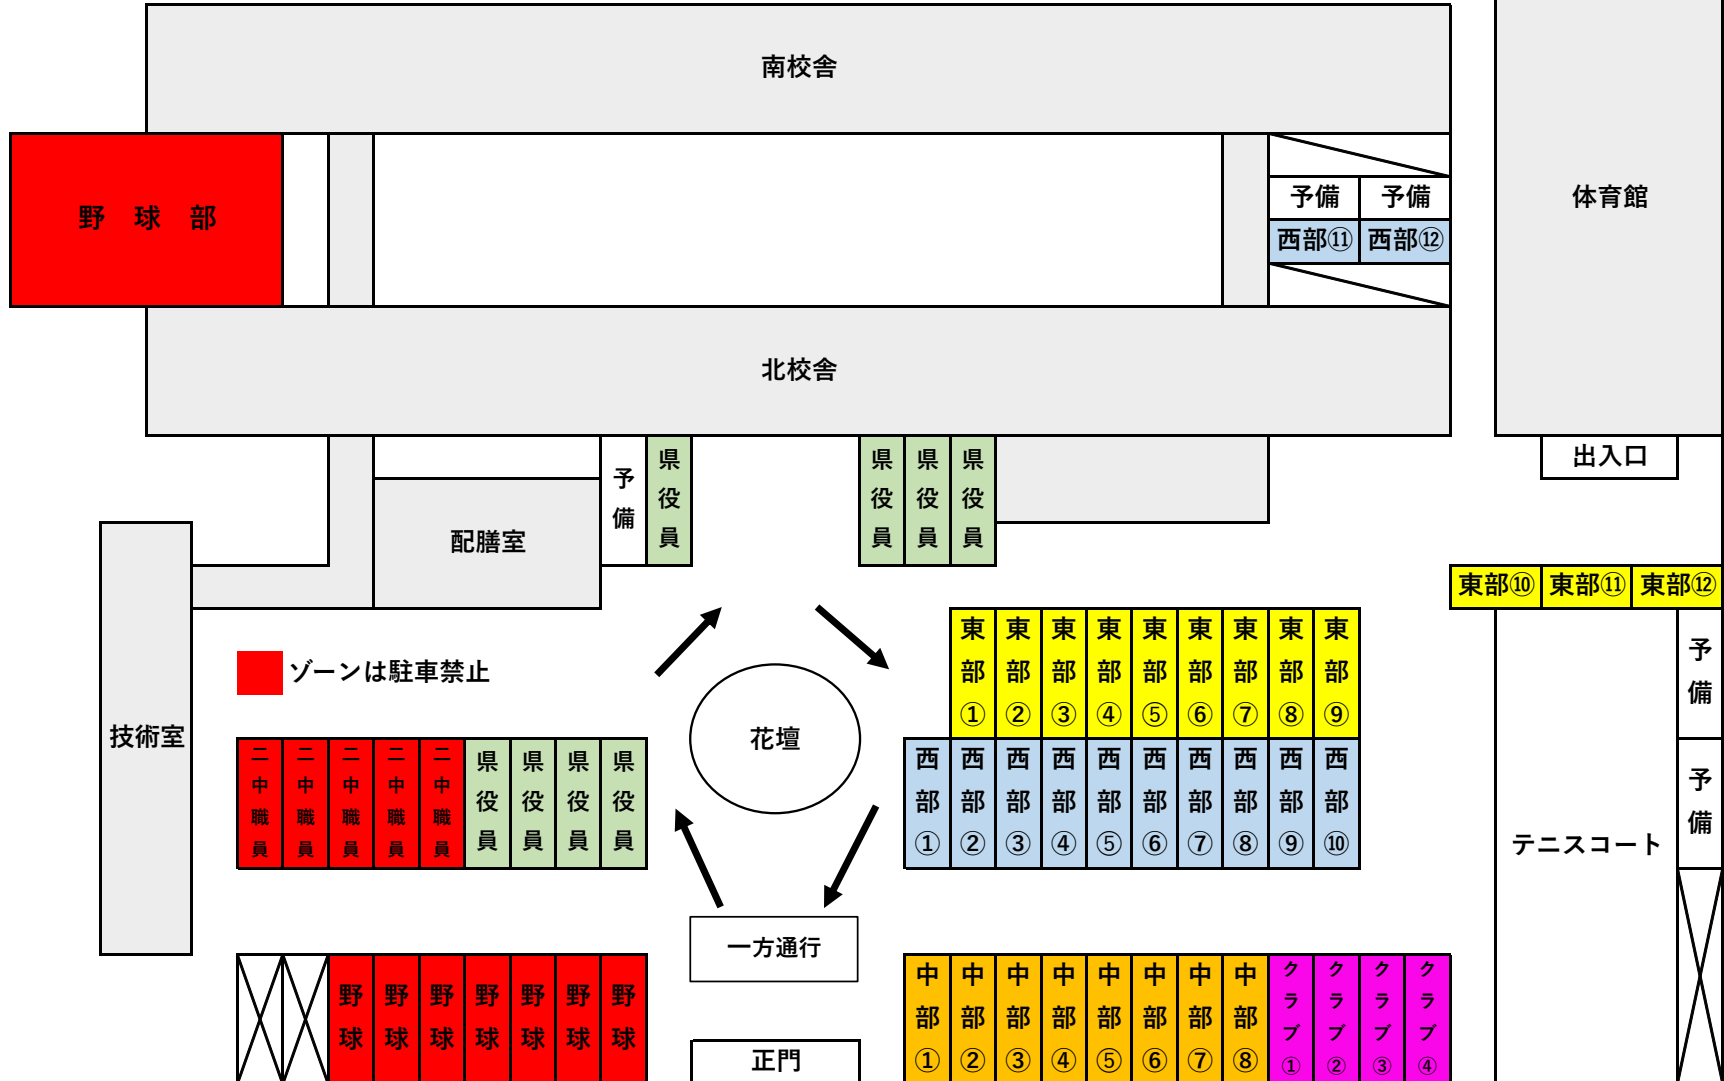 南校舎
体育館
野　球　部
予備
予備
西部⑪
西部⑫
北校舎
出入口
予備
県役員
県役員
県役員
県役員
配膳室
東部⑩
東部⑪
東部⑫
ゾーンは駐車禁止
東部①
東部②
東部③
東部④
東部⑤
東部⑥
東部⑦
東部⑧
東部⑨
予備
技術室
花壇
二中職員
二中職員
二中職員
二中職員
二中職員
県役員
県役員
県役員
県役員
西部①
西部②
西部③
西部④
西部⑤
西部⑥
西部⑦
西部⑧
西部⑨
西部⑩
予備
テニスコート
一方通行
野球
野球
野球
野球
野球
野球
野球
正門
中部①
中部②
中部③
中部④
中部⑤
中部⑥
中部⑦
中部⑧
クラブ①
クラブ②
クラブ③
クラブ④